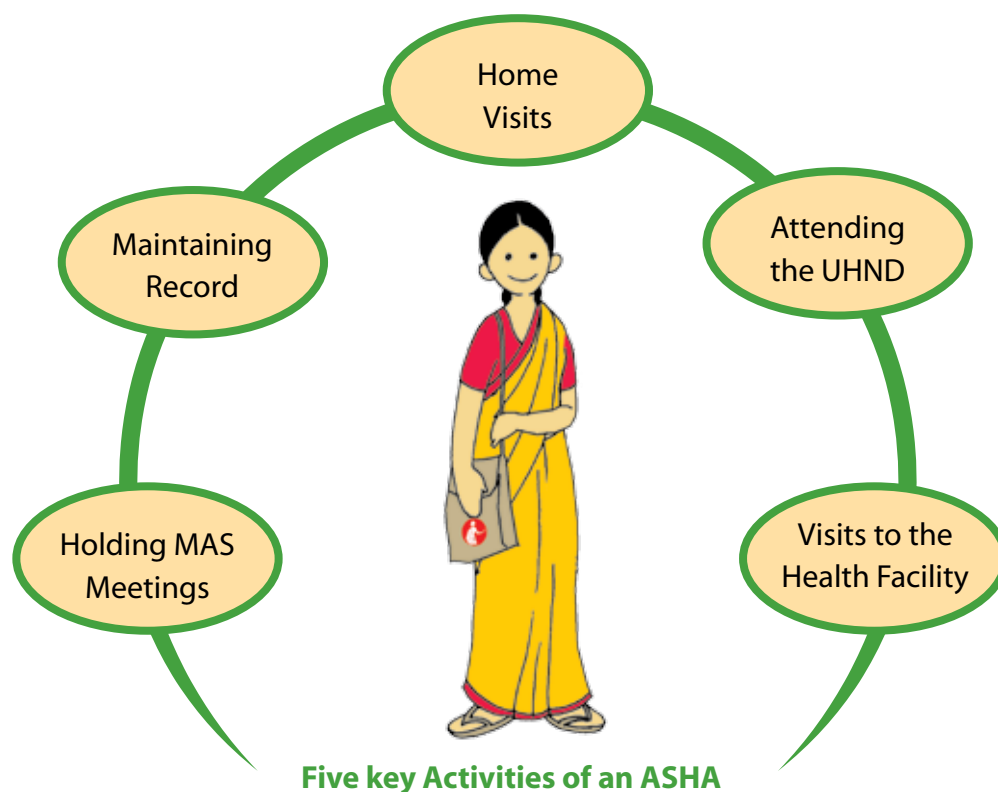 Home
Visits
Maintaining
Record
Attending
the UHND
Holding MAS
Meetings
Visits to the
Health Facility
Five key Activities of an ASHA